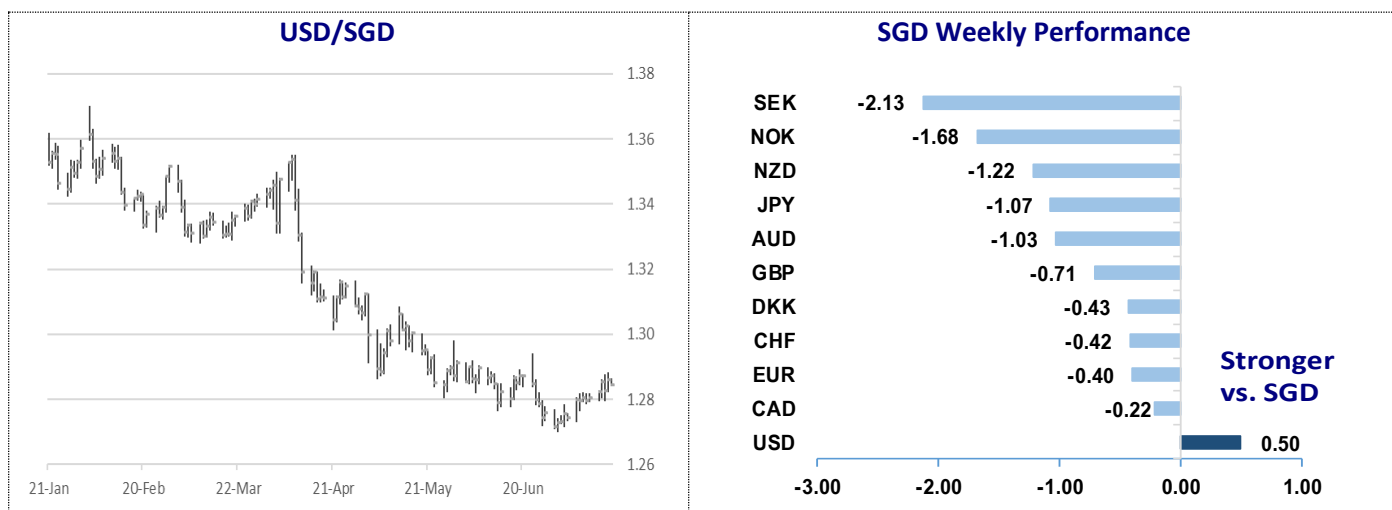 USD/SGD
1.38
1.36
1.34
1.32
1.30
1.28
1.26
21-Jan 20-Feb 22-Mar 21-Apr 21-May 20-Jun
SGD Weekly Performance
SEK -2.13
NOK -1.68
NZD -1.22
JPY -1.07
AUD -1.03
GBP -0.71
DKK -0.43
CHF -0.42
EUR -0.40
CAD -0.22
USD 0.50
Stronger
vs. SGD
-3.00 -2.00 -1.00 0.00 1.00